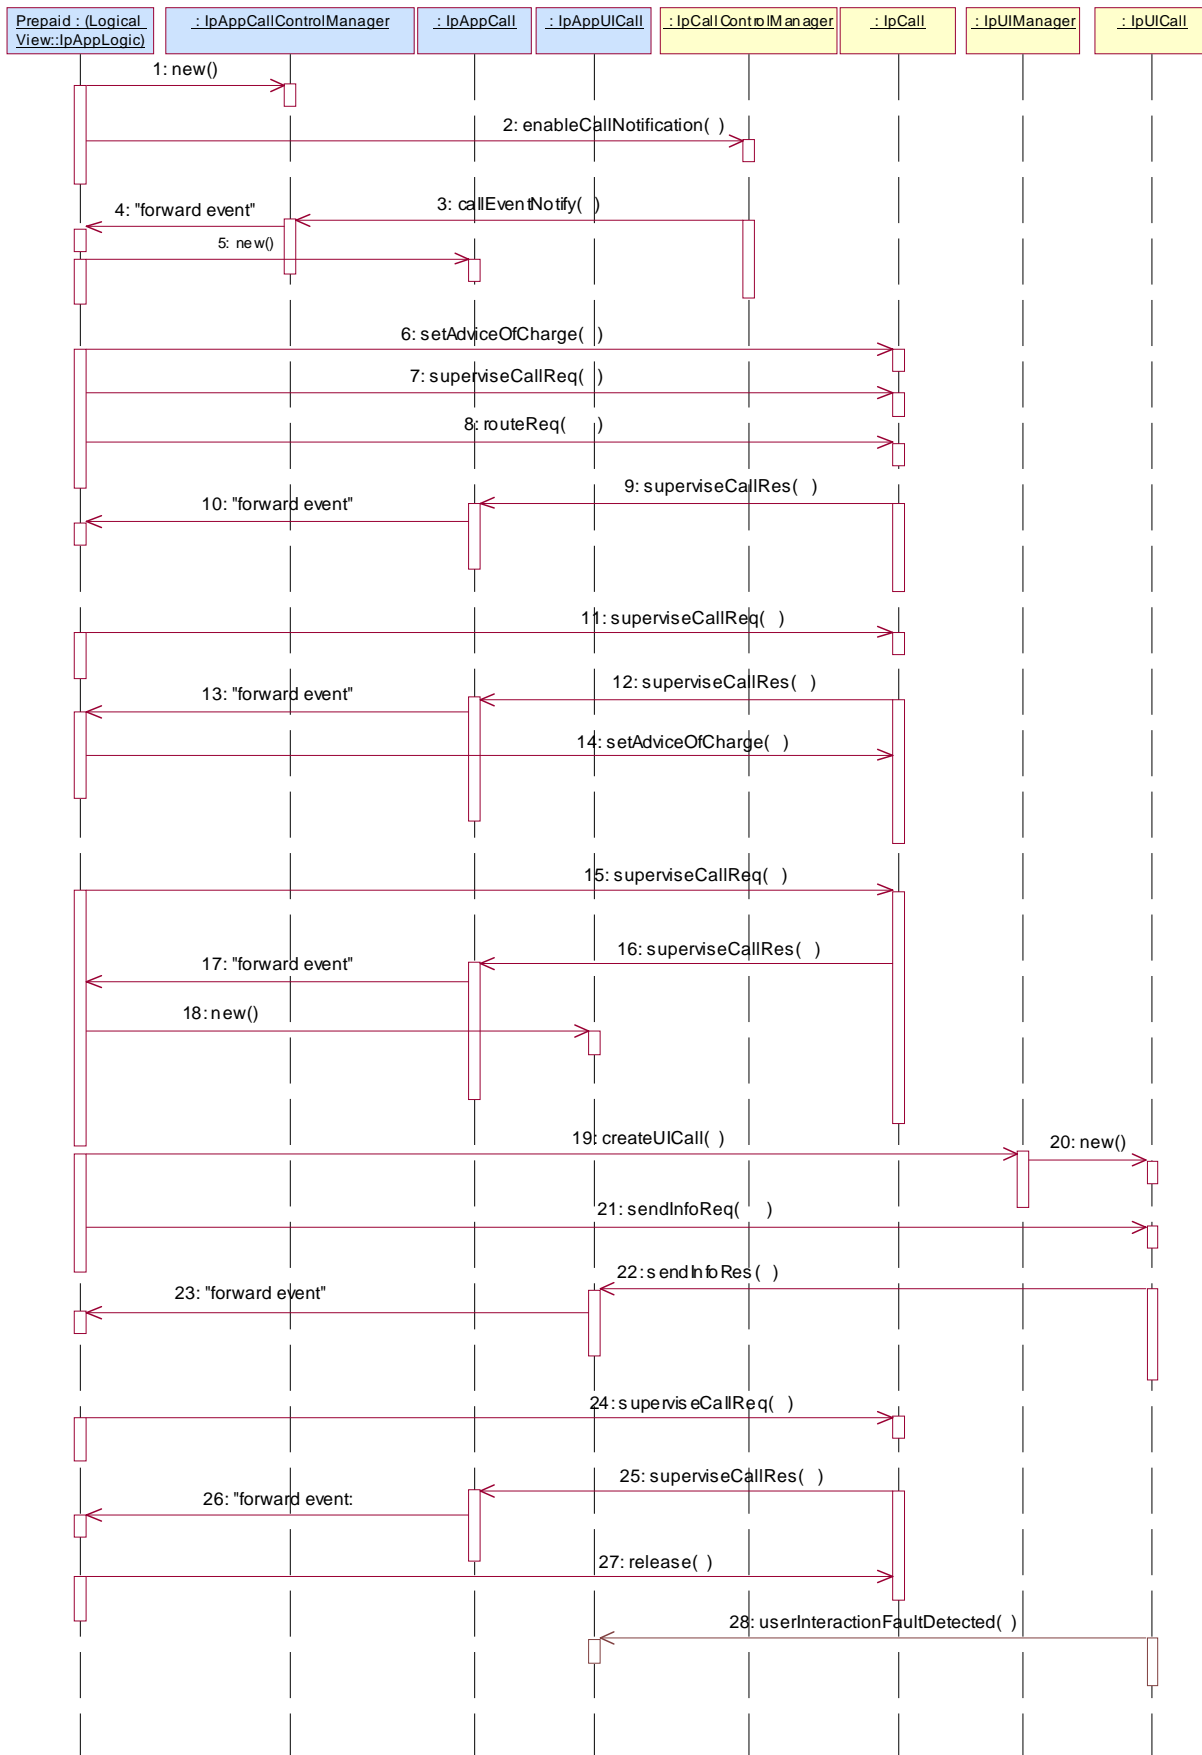 Prepaid : (Logical
View::IpAppLogic)
: IpAppCallControlManager
: IpAppCall
: IpAppUICall
: IpCallControlManager
: IpCall
: IpUIManager
: IpUICall
1: new()
2: enableCallNotification( )
3: callEventNotify( )
4: "forward event"
5: new()
6: setAdviceOfCharge( )
7: superviseCallReq( )
8: routeReq( )
9: superviseCallRes( )
10: "forward event"
11: superviseCallReq( )
12: superviseCallRes( )
13: "forward event"
14: setAdviceOfCharge( )
15: superviseCallReq( )
16: superviseCallRes( )
17: "forward event"
18: new()
19: createUICall( )
20: new()
21: sendInfoReq( )
22: sendInfoRes( )
23: "forward event"
24: superviseCallReq( )
25: superviseCallRes( )
26: "forward event:
27: release( )
28: userInteractionFaultDetected( )